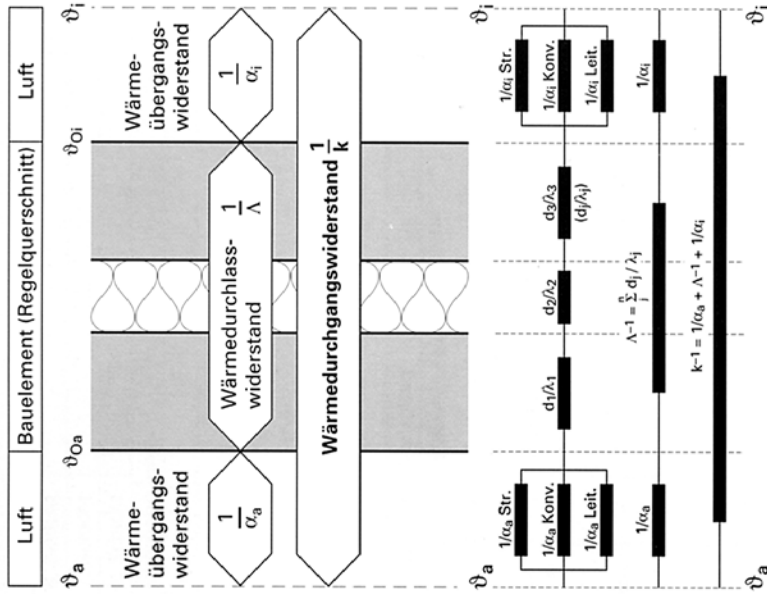 Luft
Bauelement (Regelquerschnitt)
Luft
ϑa
ϑOa
ϑOi
ϑi
Wärme-
übergangs-
widerstand
Wärme-
übergangs-
widerstand
1/αa
Wärmedurchlass-
widerstand
1/Λ
1/αi
Wärmedurchgangswiderstand 1/k
1/αa Str.
1/αa Konv.
1/αa Leit.
d1/λ1
d2/λ2
d3/λ3
(dj/λj)
1/αi Str.
1/αi Konv.
1/αi Leit.
1/αa
Λ⁻¹ = n Σ j dj / λj
1/αi
k⁻¹ = 1/αa + Λ⁻¹ + 1/αi
ϑa
ϑi